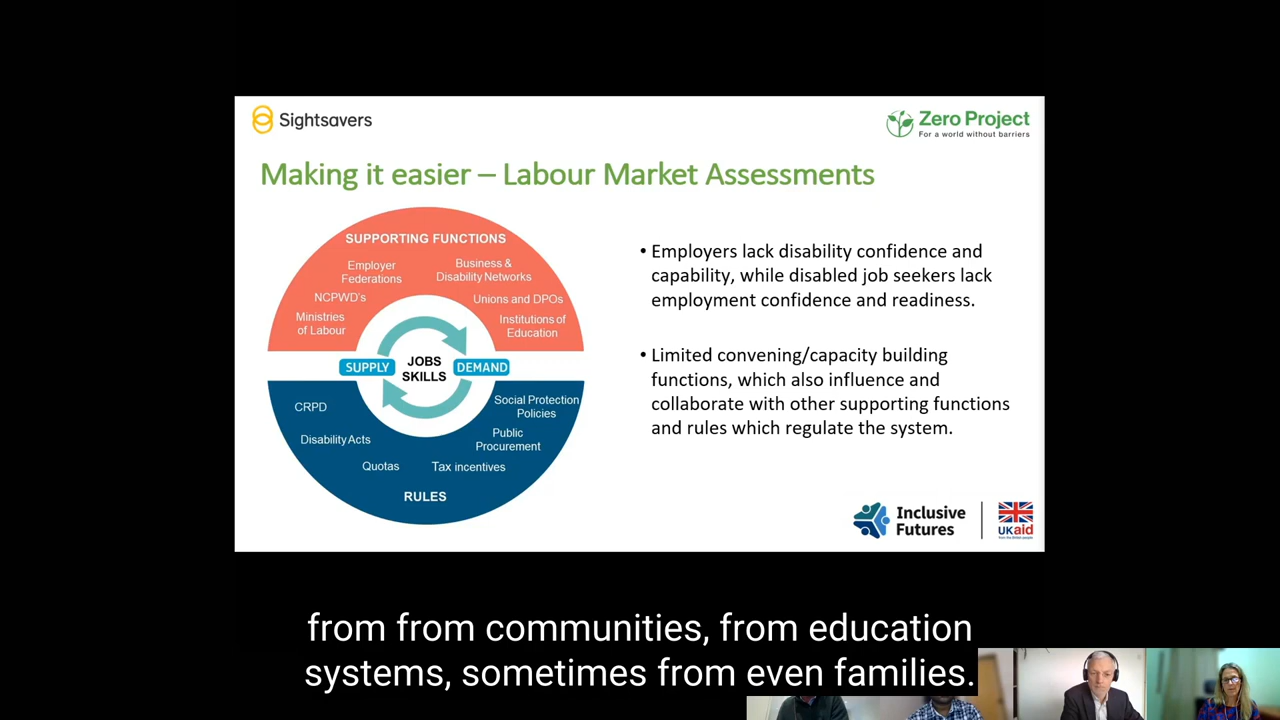 Sightsavers
Zero Project
For a world without barriers
Making it easier – Labour Market Assessments
SUPPORTING FUNCTIONS
Employer
Federations
Business &
Disability Networks
NCPWD's
Unions and DPOs
Ministries
of Labour
Institutions of
Education
SUPPLY
JOBS
SKILLS
DEMAND
CRPD
Social Protection
Policies
Disability Acts
Public
Procurement
Quotas
Tax incentives
RULES
• Employers lack disability confidence and
capability, while disabled job seekers lack
employment confidence and readiness.
• Limited convening/capacity building
functions, which also influence and
collaborate with other supporting functions
and rules which regulate the system.
Inclusive
Futures
UKaid
from the British people
from from communities, from education
systems, sometimes from even families.